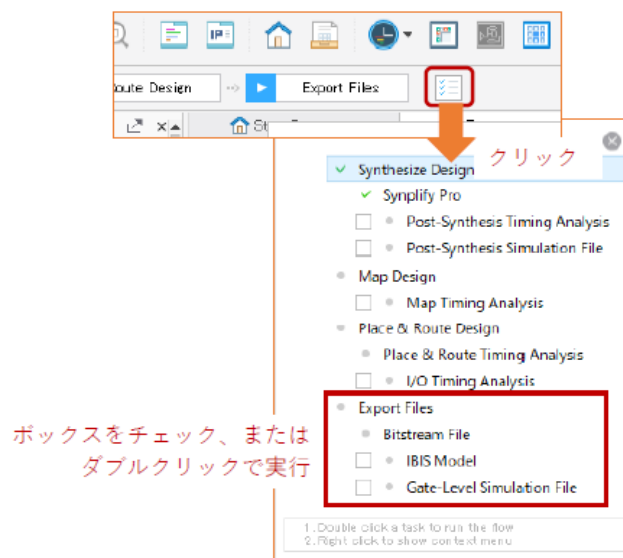 IP
oute Design
Export Files
St
クリック
Synthesize Design
Synplify Pro
Post-Synthesis Timing Analysis
Post-Synthesis Simulation File
Map Design
Map Timing Analysis
Place & Route Design
Place & Route Timing Analysis
I/O Timing Analysis
Export Files
Bitstream File
IBIS Model
Gate-Level Simulation File
ボックスをチェック、または
ダブルクリックで実行
1.Double click a task to run the flow
2.Right click to show context menu